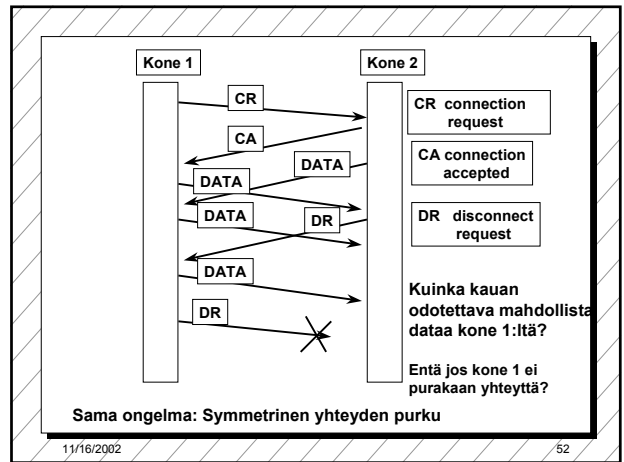 Kone 1
Kone 2
CR
CR connection
request
CA
CA connection
accepted
DATA
DATA
DATA
DR
DR disconnect
request
DATA
DR
Kuinka kauan
odotettava mahdollista
dataa kone 1:ltä?
Entä jos kone 1 ei
purakaan yhteyttä?
Sama ongelma: Symmetrinen yhteyden purku
11/16/2002
52